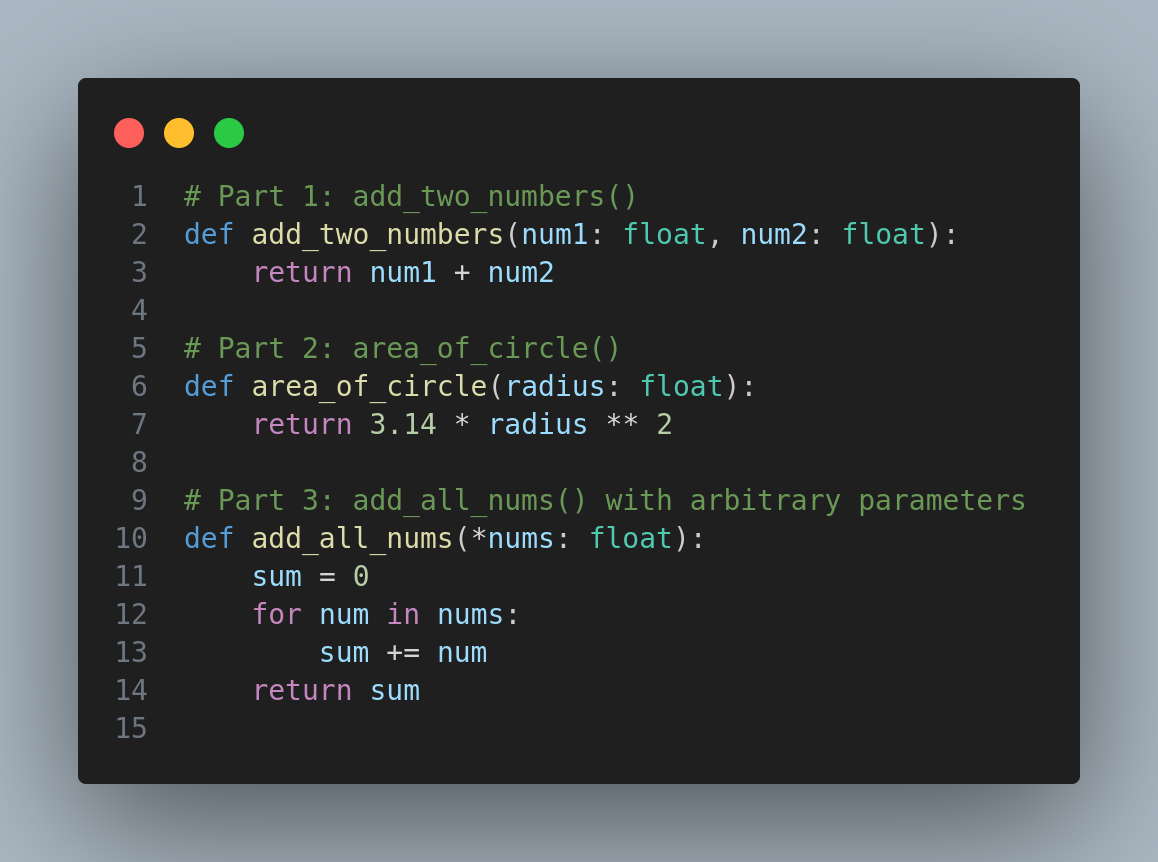 1 # Part 1: add_two_numbers()
2 def add_two_numbers(num1: float, num2: float):
3     return num1 + num2
4
5 # Part 2: area_of_circle()
6 def area_of_circle(radius: float):
7     return 3.14 * radius ** 2
8
9 # Part 3: add_all_nums() with arbitrary parameters
10 def add_all_nums(*nums: float):
11     sum = 0
12     for num in nums:
13         sum += num
14     return sum
15